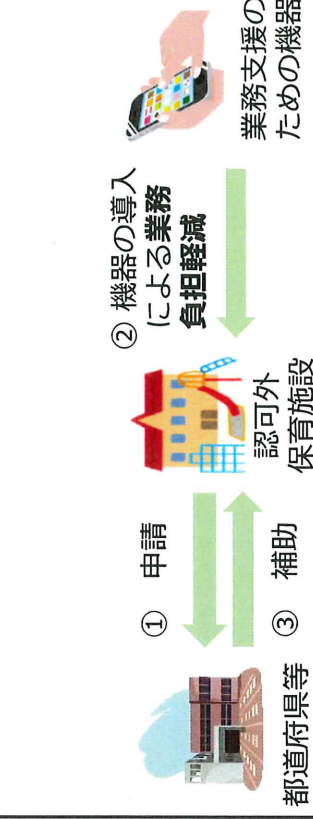 都道府県等
① 申請
③ 補助
認可外
保育施設
② 機器の導入
による業務
負担軽減
業務支援の
ための機器